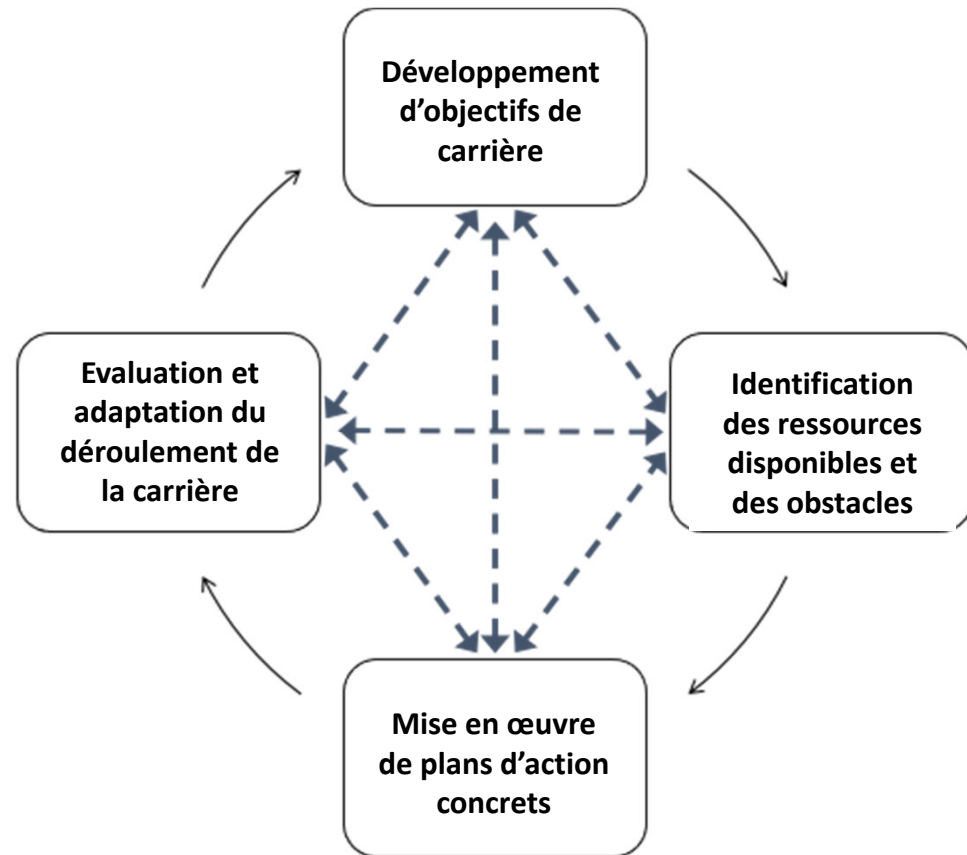 Développement
d’objectifs de
carrière
Evaluation et
adaptation du
déroulement de
la carrière
Identification
des ressources
disponibles et
des obstacles
Mise en œuvre
de plans d’action
concrets